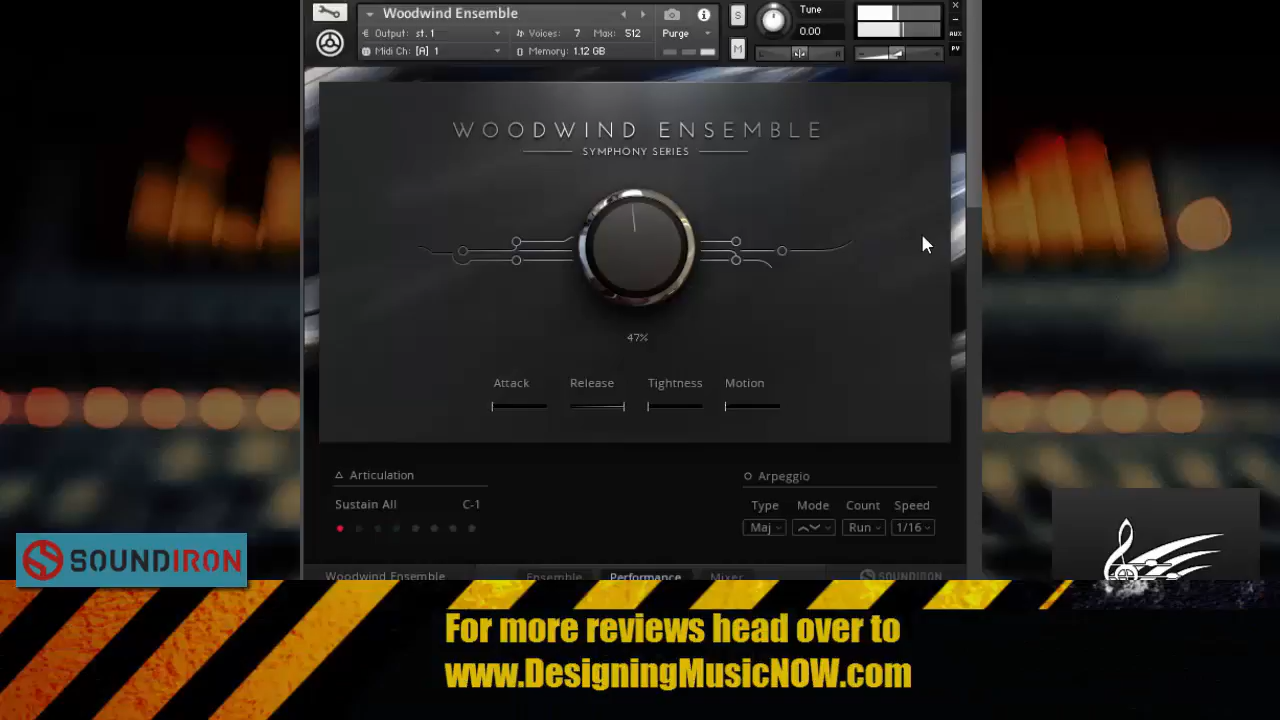 Woodwind Ensemble
Output: st.1
Voices: 7 Max: 512
Purge
Midi Ch: [A] 1
Memory: 1.12 GB
S
M
Tune
0.00
AUX
PV
WOODWIND ENSEMBLE
SYMPHONY SERIES
47%
Attack Release Tightness Motion
Articulation
Sustain All C-1
Arpeggio
Type Mode Count Speed
Maj Run 1/16
Woodwind Ensemble Ensemble Performance Mixer SOUNDIRON
SOUNDIRON
For more reviews head over to
www.DesigningMusicNOW.com